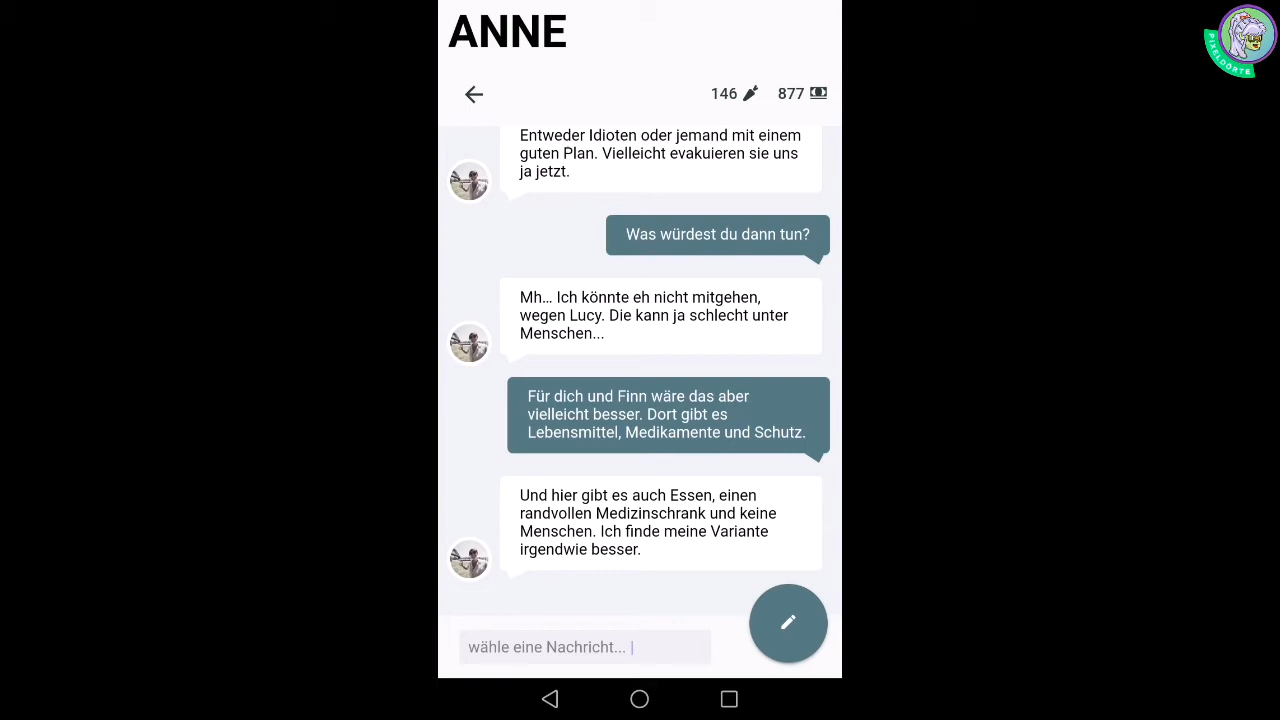 ANNE
146 877
Entweder Idioten oder jemand mit einem
guten Plan. Vielleicht evakuieren sie uns
ja jetzt.
Was würdest du dann tun?
Mh... Ich könnte eh nicht mitgehen,
wegen Lucy. Die kann ja schlecht unter
Menschen...
Für dich und Finn wäre das aber
vielleicht besser. Dort gibt es
Lebensmittel, Medikamente und Schutz.
Und hier gibt es auch Essen, einen
randvollen Medizinschrank und keine
Menschen. Ich finde meine Variante
irgendwie besser.
wähle eine Nachricht...
PIXELDÖRTE